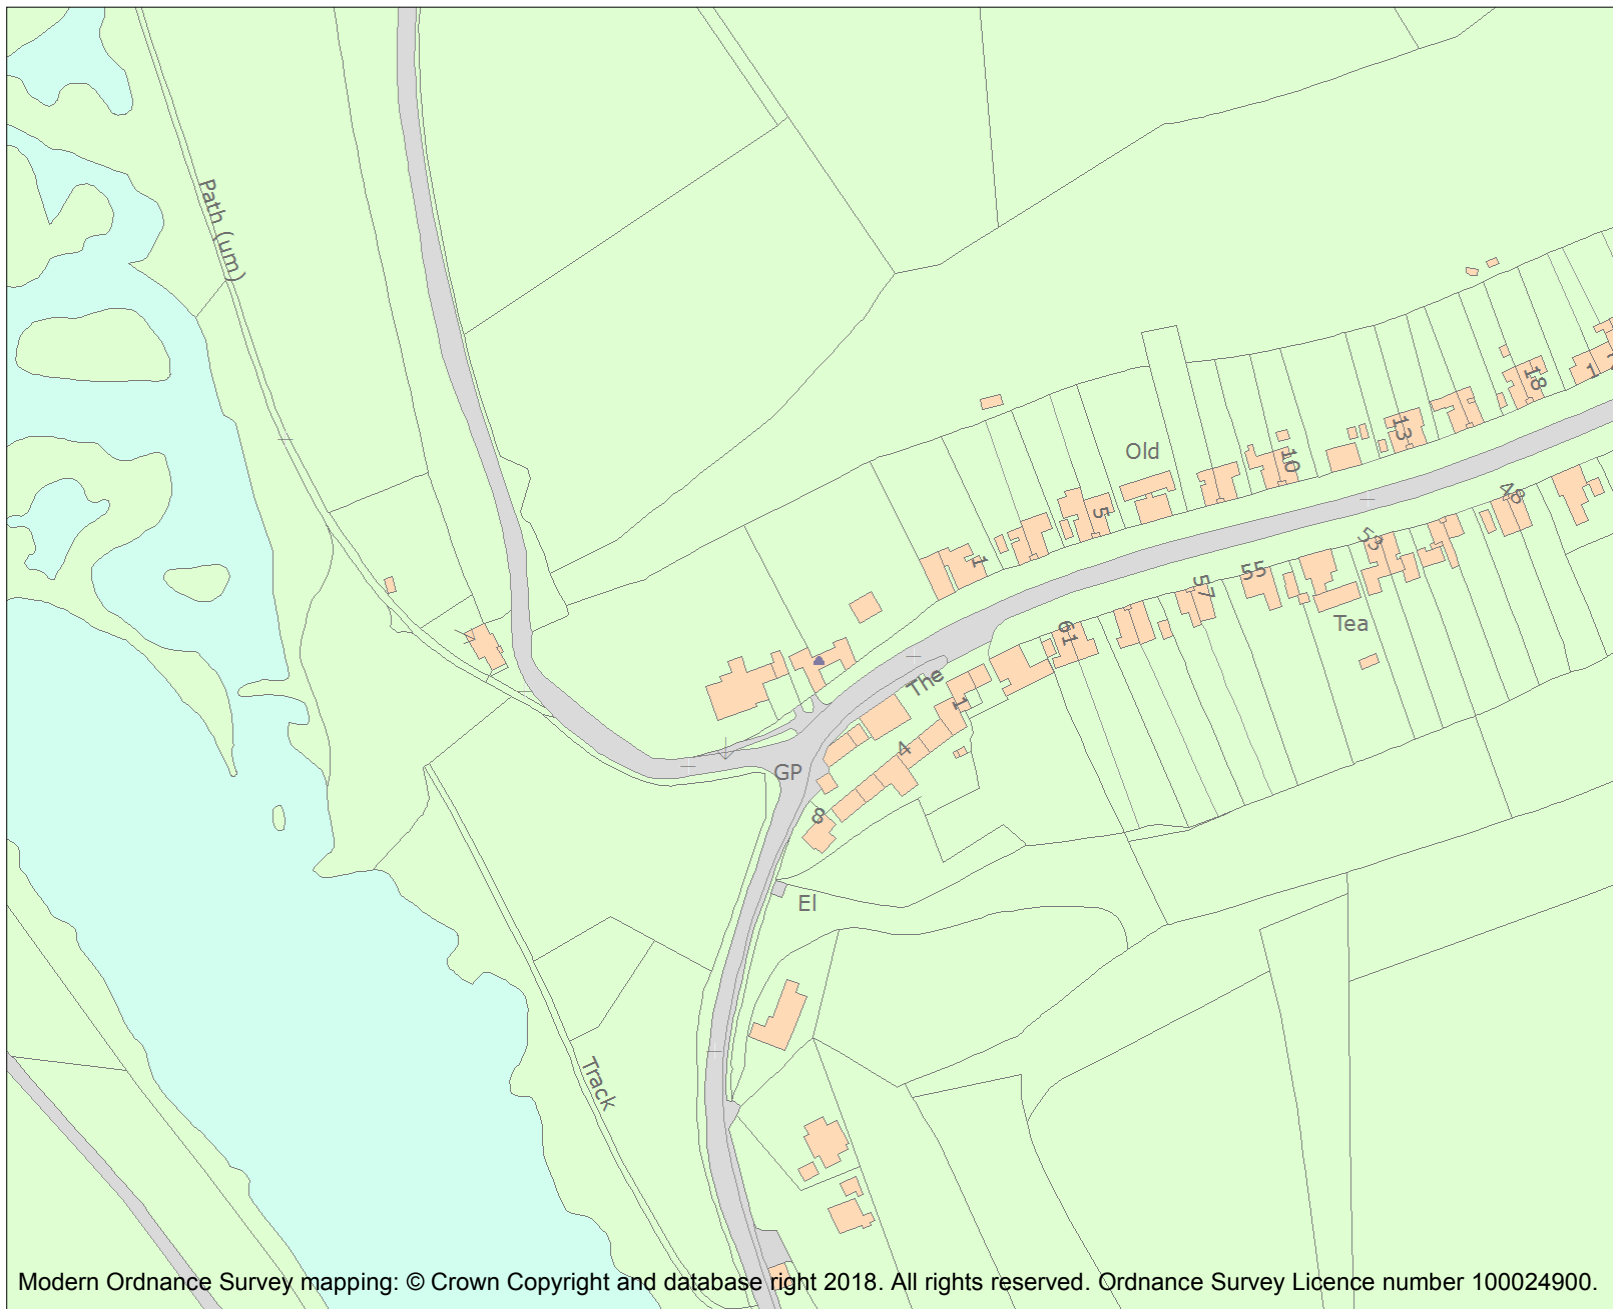 Path (um)
Old
18
1
13
10
5
1
48
53
55
57
Tea
61
The
1
4
GP
8
El
Track
Modern Ordnance Survey mapping: © Crown Copyright and database right 2018. All rights reserved. Ordnance Survey Licence number 100024900.